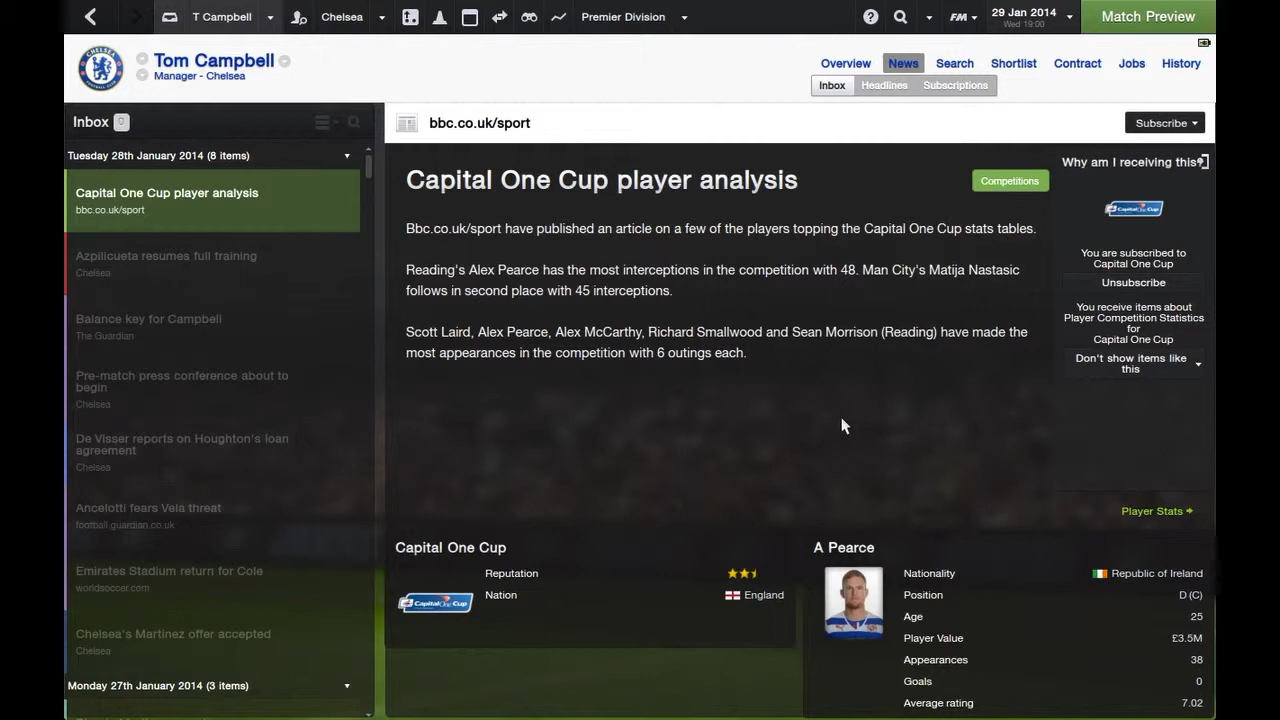 T Campbell
Chelsea
Premier Division
FM
29 Jan 2014
Wed 19:00
Match Preview
Tom Campbell
Manager - Chelsea
Overview
News
Search
Shortlist
Contract
Jobs
History
Inbox
Headlines
Subscriptions
Inbox 0
bbc.co.uk/sport
Subscribe
Tuesday 28th January 2014 (8 items)
Capital One Cup player analysis
bbc.co.uk/sport
Azpilicueta resumes full training
Chelsea
Balance key for Campbell
The Guardian
Pre-match press conference about to
begin
Chelsea
De Visser reports on Houghton's loan
agreement
Chelsea
Ancelotti fears Vela threat
football.guardian.co.uk
Emirates Stadium return for Cole
worldsoccer.com
Chelsea's Martinez offer accepted
Chelsea
Monday 27th January 2014 (3 items)
Capital One Cup player analysis
Competitions
Bbc.co.uk/sport have published an article on a few of the players topping the Capital One Cup stats tables.
Reading's Alex Pearce has the most interceptions in the competition with 48. Man City's Matija Nastasic
follows in second place with 45 interceptions.
Scott Laird, Alex Pearce, Alex McCarthy, Richard Smallwood and Sean Morrison (Reading) have made the
most appearances in the competition with 6 outings each.
Why am I receiving this?
Capital One Cup
You are subscribed to
Capital One Cup
Unsubscribe
You receive items about
Player Competition Statistics
for
Capital One Cup
Don't show items like
this
Player Stats
Capital One Cup
Reputation
Nation
England
Capital One Cup
A Pearce
Nationality
Republic of Ireland
Position
D (C)
Age
25
Player Value
£3.5M
Appearances
38
Goals
0
Average rating
7.02